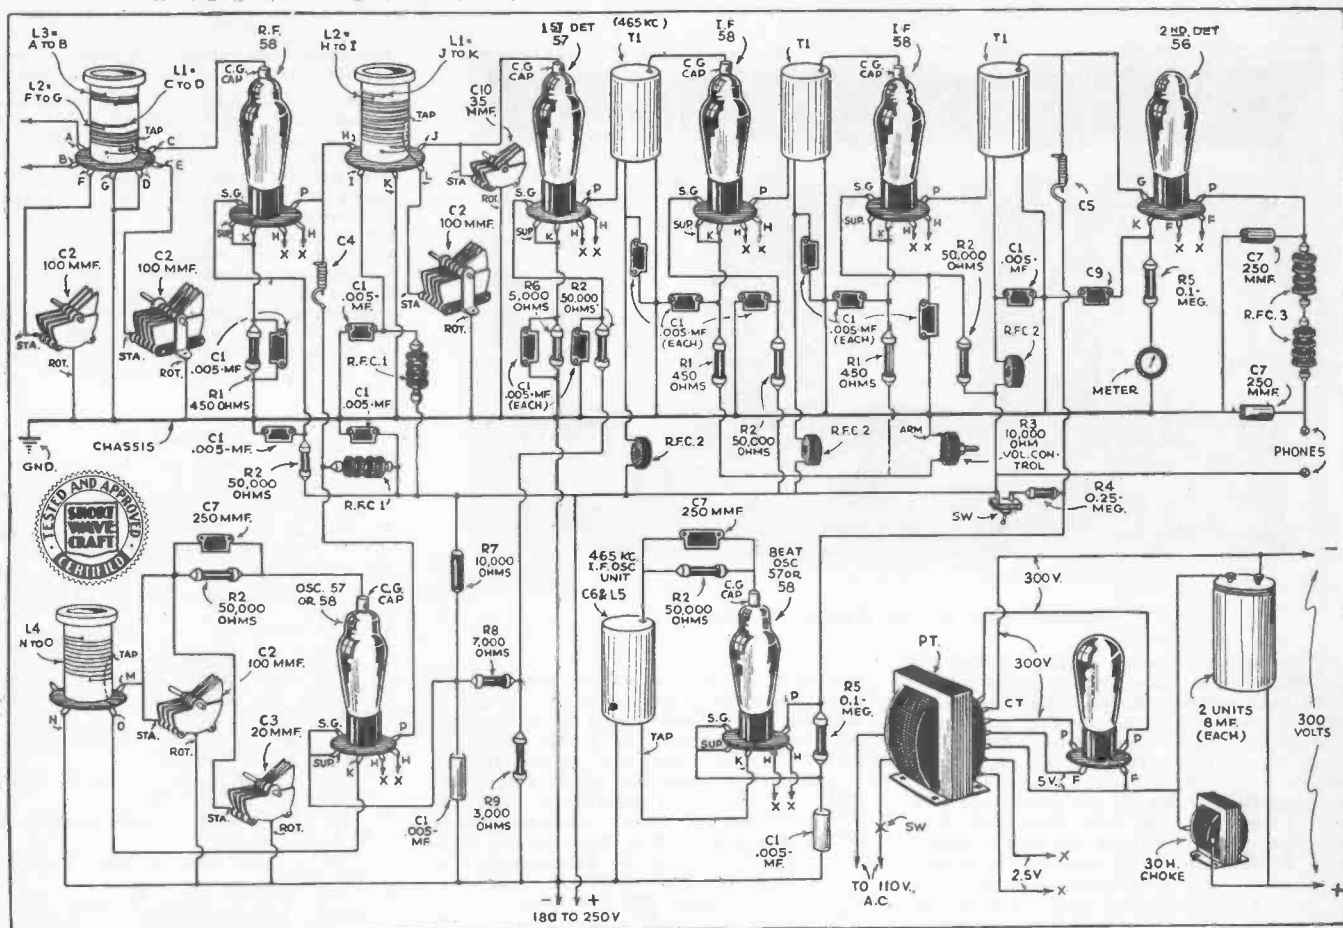 L3=
A TO B
L2=
F TO G
L1=
C TO D
TAP
A
B
C
E
F
G
D
R.F.
58
C.G.
CAP
S.G.
P
SUP.
K
H
H
X
X
L2=
H TO I
L1=
J TO K
TAP
H
J
I
K
L
C10
35
MMF.
STA.
ROT.
1ST DET
57
C.G.
CAP
S.G.
P
SUP.
K
H
H
X
X
(465 KC)
T1
I.F
58
C.G.
CAP
S.G.
P
SUP.
K
H
H
X
X
T1
I.F
58
C.G.
CAP
S.G.
P
SUP.
K
H
H
X
X
T1
C5
2ND. DET
56
G
P
K
F
F
X
X
C2
100 MMF.
STA.
ROT.
C2
100 MMF.
STA.
ROT.
C1
.005-MF
R1
450 OHMS
C4
C1
.005-
MF.
R.F.C.1
C2
100 MMF.
STA.
ROT.
R6
5,000
OHMS
R2
50,000
OHMS
C1
.005-MF
(EACH)
C1
.005-MF
(EACH)
R1
450
OHMS
C1
.005-MF
(EACH)
R1
450
OHMS
R2
50,000
OHMS
C1
.005-
MF
C9
R.F.C 2
R5
0.1-
MEG.
METER
C7
250
MMF.
R.F.C.3
C7
250
MMF.
GND.
CHASSIS
C1
.005-MF.
R2
50,000
OHMS
C1
.005-MF
R.F.C 1
R.F.C 2
R2
50,000
OHMS
R.F.C 2
ARM
R3
10,000
OHM
VOL.CON-
TROL
PHONES
SW
R4
0.25-
MEG.
TESTED AND APPROVED
SHORT
WAVE
CRAFT
CERTIFIED
C7
250 MMF.
R2
50,000
OHMS
OSC. 57
OR 58
C.G.
CAP
L4
N TO O
TAP
M
N
O
C2
100 MMF.
STA.
ROT.
C3
20 MMF.
STA.
ROT.
S.G.
P
SUP.
K
H
H
X
X
R7
10,000
OHMS
R8
7,000
OHMS
C1
.005-
MF
R9
3,000
OHMS
- +
180 TO 250V
C7
250 MMF.
465 KC.
I.F. OSC
UNIT
C6 & L5
R2
50,000
OHMS
BEAT
OSC
57 OR
58
C.G.
CAP
TAP
S.G.
P
SUP
K
H
H
X
X
R5
0.1-
MEG.
C1
.005-
MF.
P.T.
300V.
300V
CT
P
P
F
F
5V.
SW
TO 110V.,
A.C.
2.5V
X
X
2 UNITS
8 MF.
(EACH)
30 H.
CHOKE
-
300
VOLTS
+